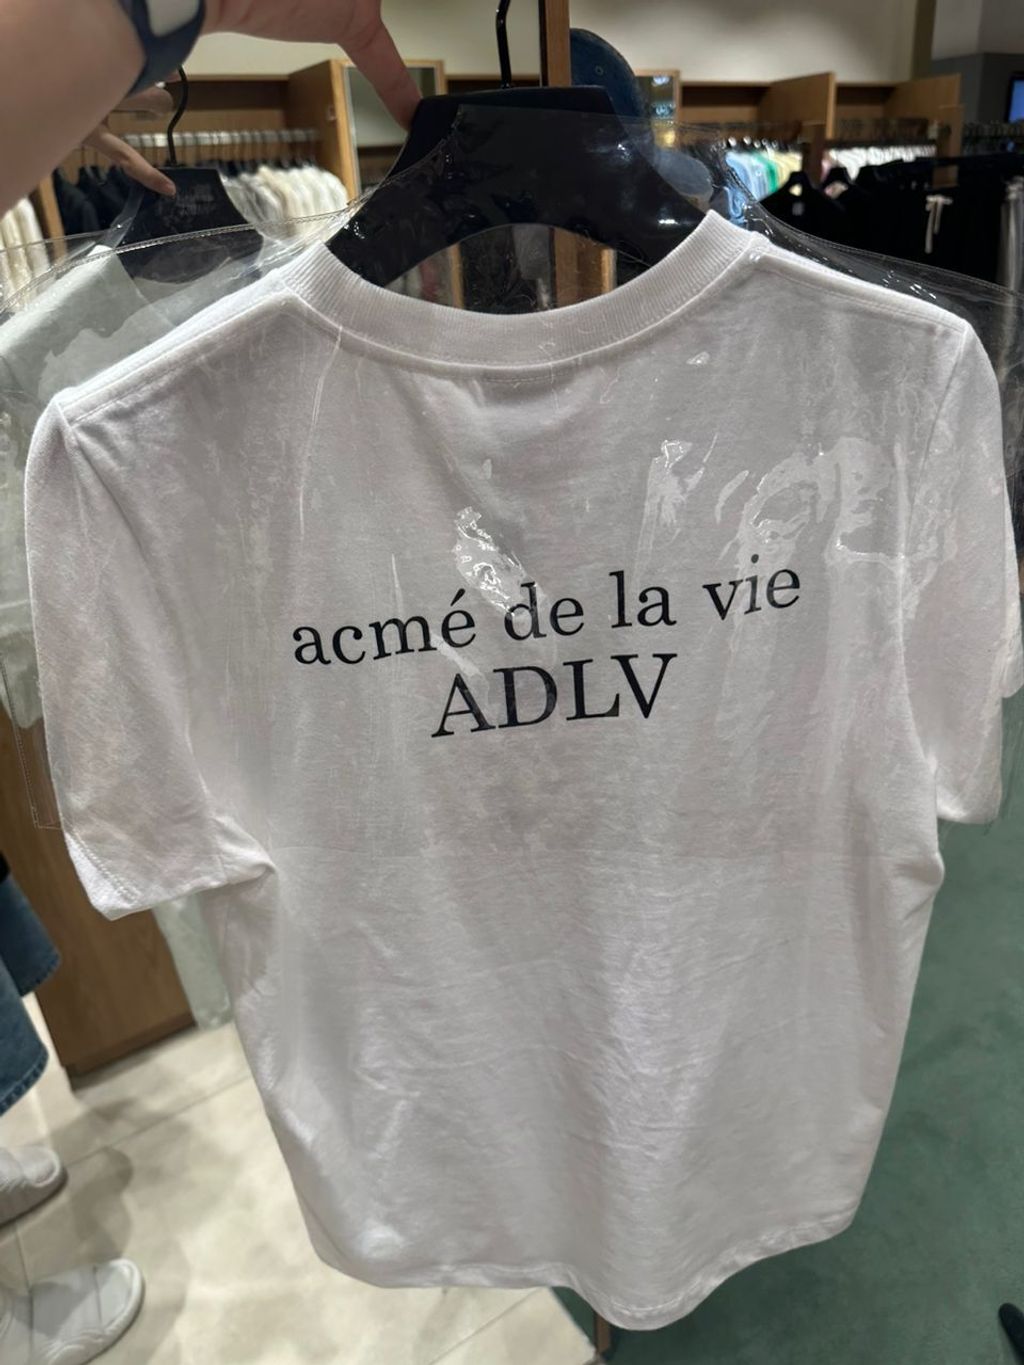 acmé de la vie
ADLV